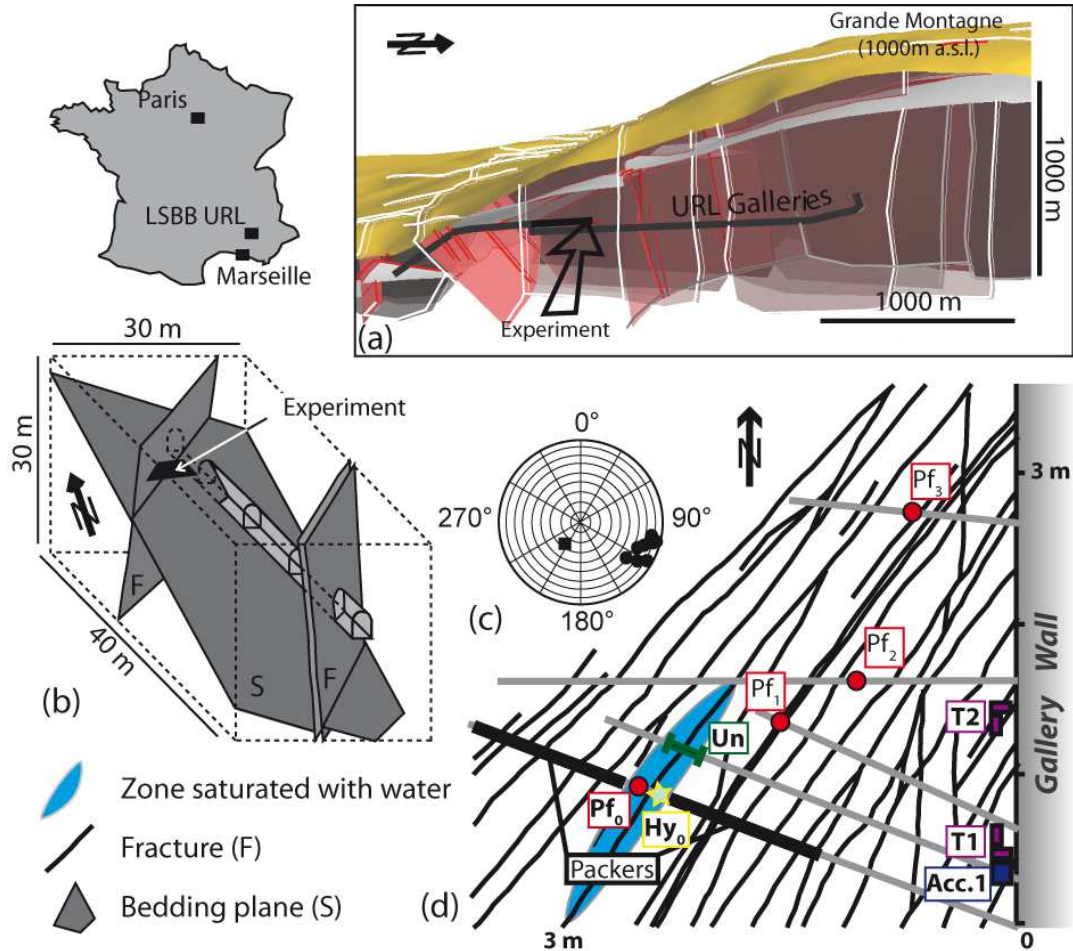 Paris
LSBB URL
Marseille
N
Grande Montagne
(1000m a.s.l.)
URL Galleries
1000 m
1000 m
Experiment
(a)
30 m
30 m
Experiment
N
F
40 m
S
F
(b)
0°
270°
90°
180°
(c)
N
3 m
Pf3
Pf2
Pf1
T2
Un
Gallery Wall
Pf0
Hy0
T1
Packers
Acc.1
(d)
3 m
0
Zone saturated with water
Fracture (F)
Bedding plane (S)